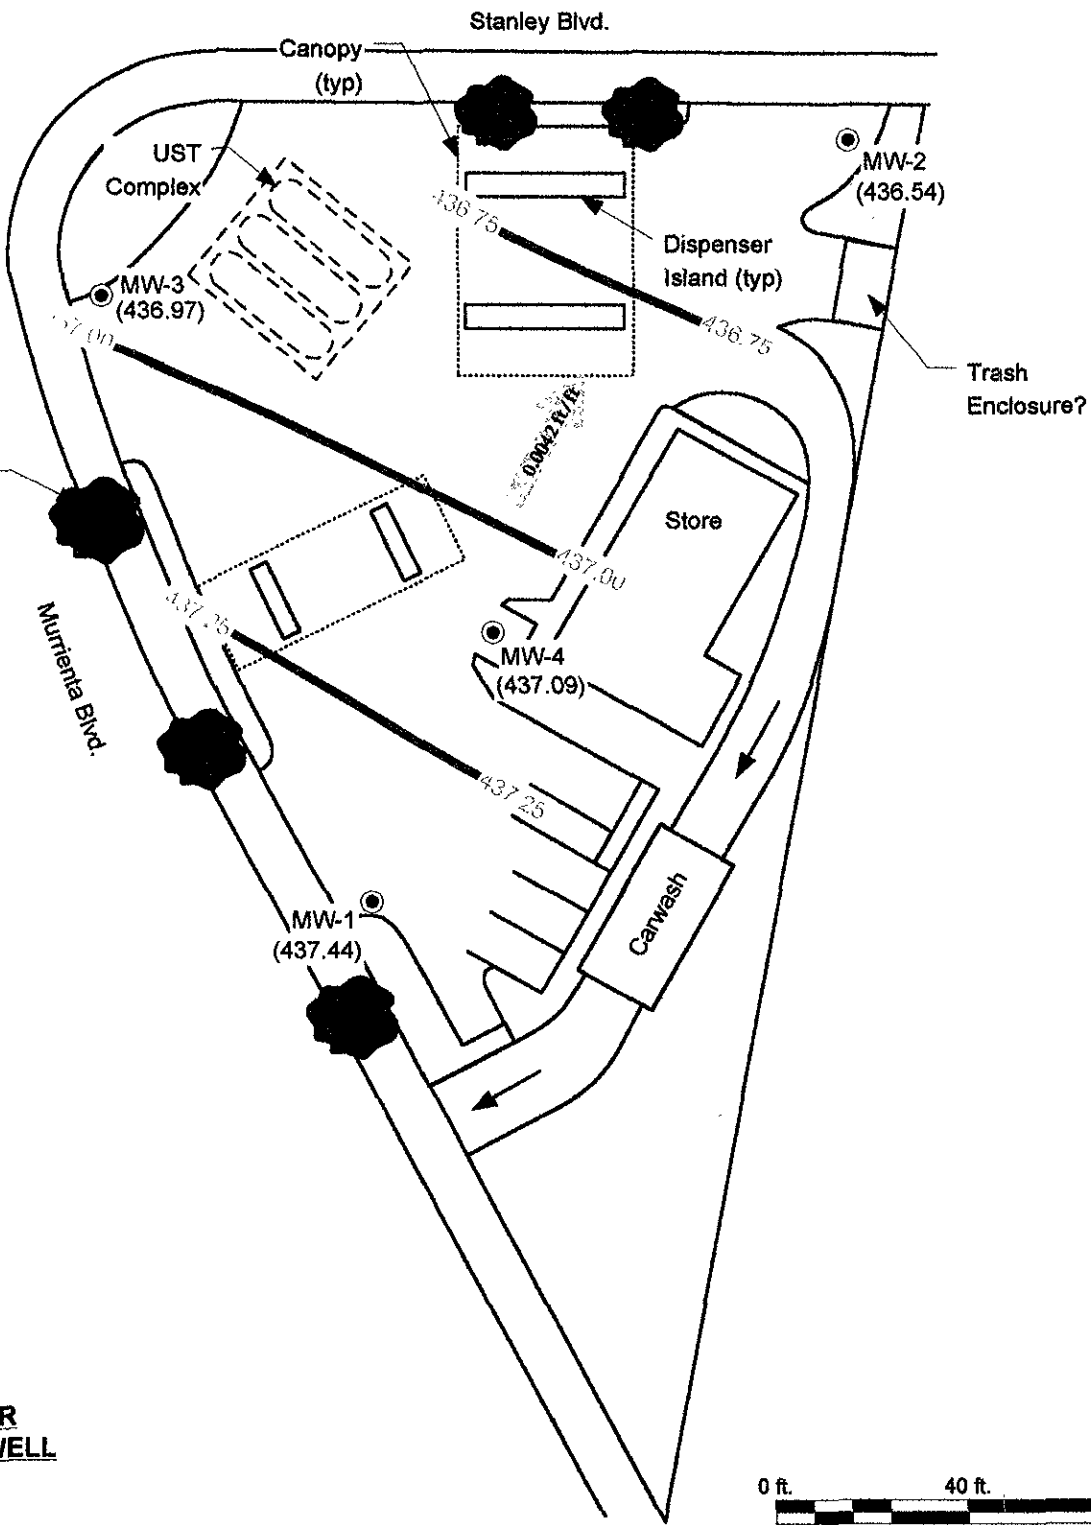 Stanley Blvd.
Canopy
(typ)
UST
Complex
MW-2
(436.54)
436.75
Dispenser
Island (typ)
MW-3
(436.97)
436.75
Trash
Enclosure?
0.0042 ft/ft
Store
437.00
437.25
MW-4
(437.09)
Murrienta Blvd.
437.25
Carwash
MW-1
(437.44)
0 ft.
40 ft.